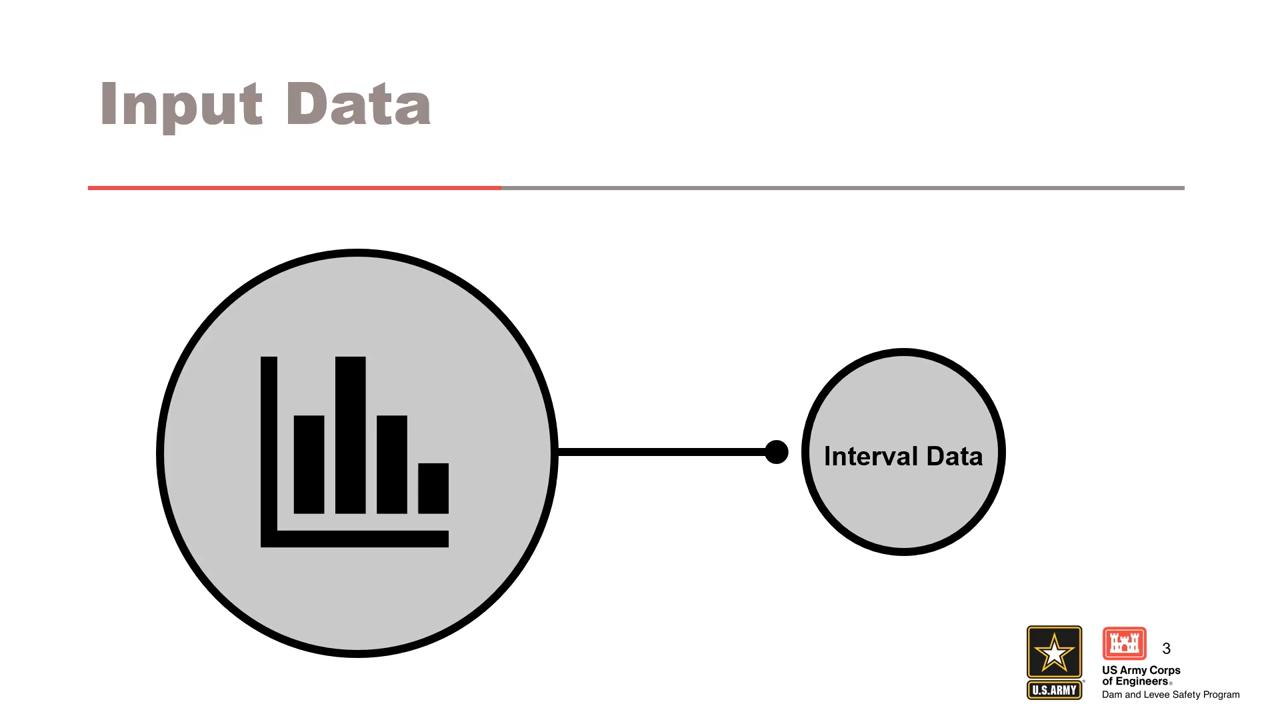 Input Data
Interval Data
3
U.S.ARMY
US Army Corps
of Engineers®
Dam and Levee Safety Program